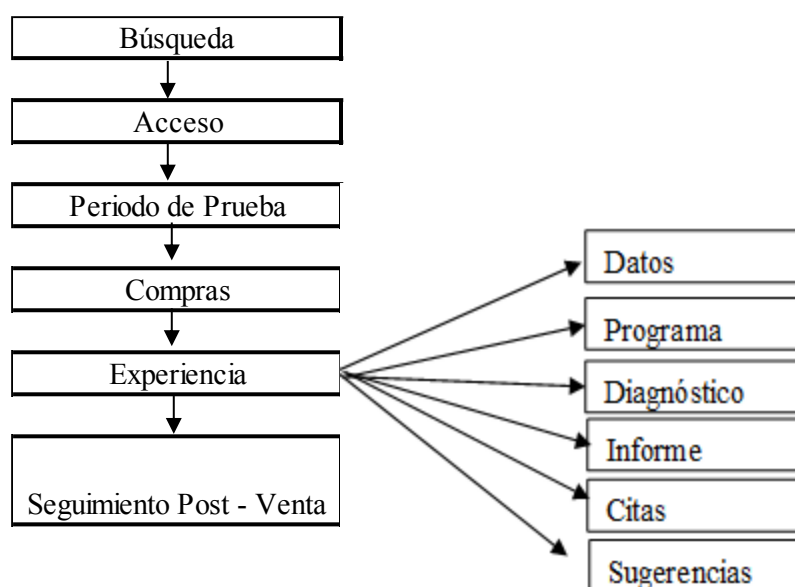 Búsqueda
Acceso
Periodo de Prueba
Compras
Experiencia
Seguimiento Post - Venta
Datos
Programa
Diagnóstico
Informe
Citas
Sugerencias